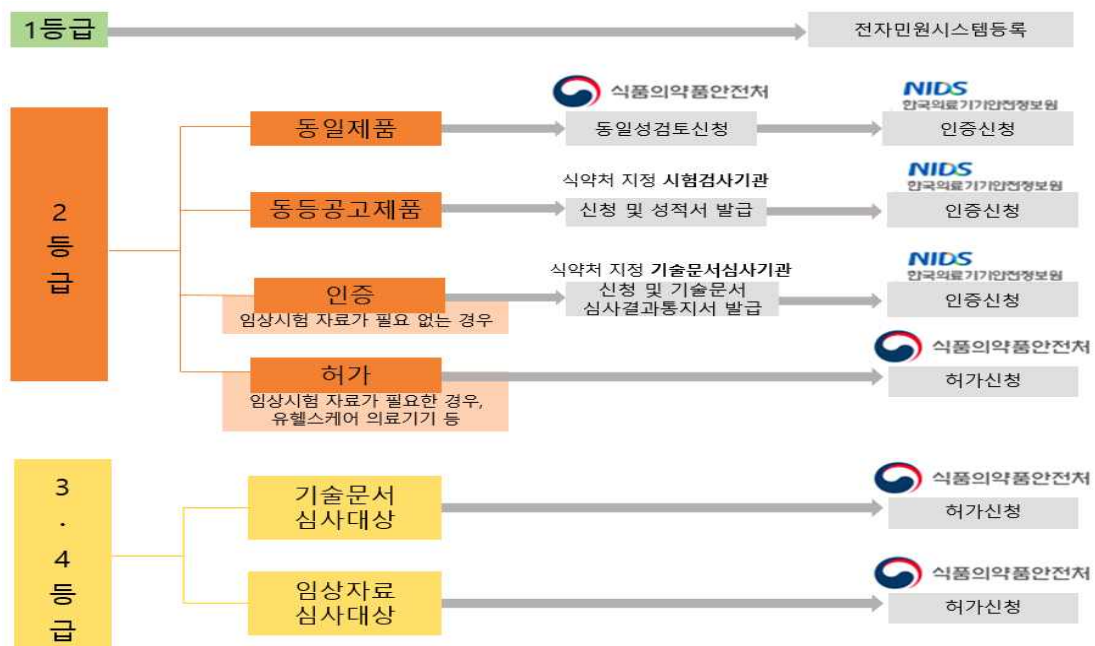 1등급
전자민원시스템등록
2등급
동일제품
식품의약품안전처
동일성검토신청
NIDS
한국의료기기안전정보원
인증신청
동등공고제품
식약처 지정 시험검사기관
신청 및 성적서 발급
NIDS
한국의료기기안전정보원
인증신청
인증
임상시험 자료가 필요 없는 경우
식약처 지정 기술문서심사기관
신청 및 기술문서
심사결과통지서 발급
NIDS
한국의료기기안전정보원
인증신청
허가
임상시험 자료가 필요한 경우,
유헬스케어 의료기기 등
식품의약품안전처
허가신청
3·4등급
기술문서
심사대상
식품의약품안전처
허가신청
임상자료
심사대상
식품의약품안전처
허가신청